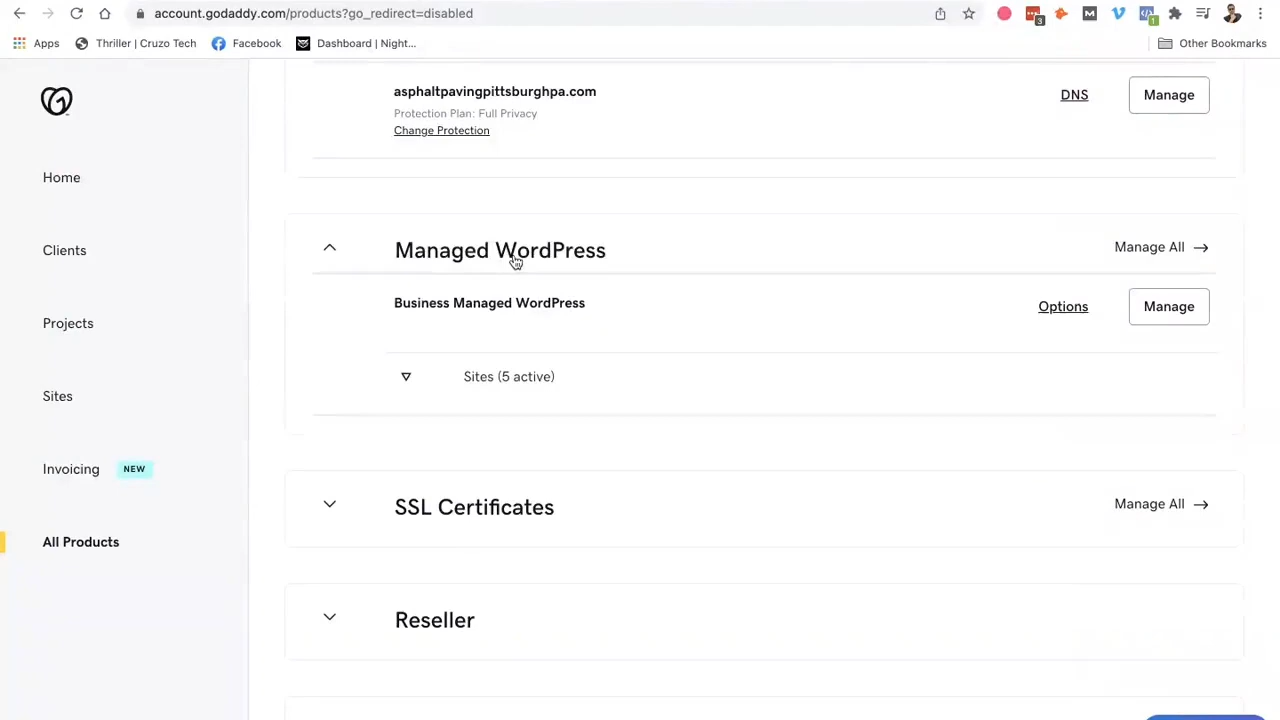 account.godaddy.com/products?go_redirect=disabled
3
M
1
Apps
Thriller | Cruzo Tech
Facebook
Dashboard | Night...
Other Bookmarks
asphaltpavingpittsburghpa.com
DNS
Manage
Protection Plan: Full Privacy
Change Protection
Home
Clients
Projects
Sites
Invoicing
NEW
All Products
Managed WordPress
Manage All →
Business Managed WordPress
Options
Manage
Sites (5 active)
SSL Certificates
Manage All →
Reseller